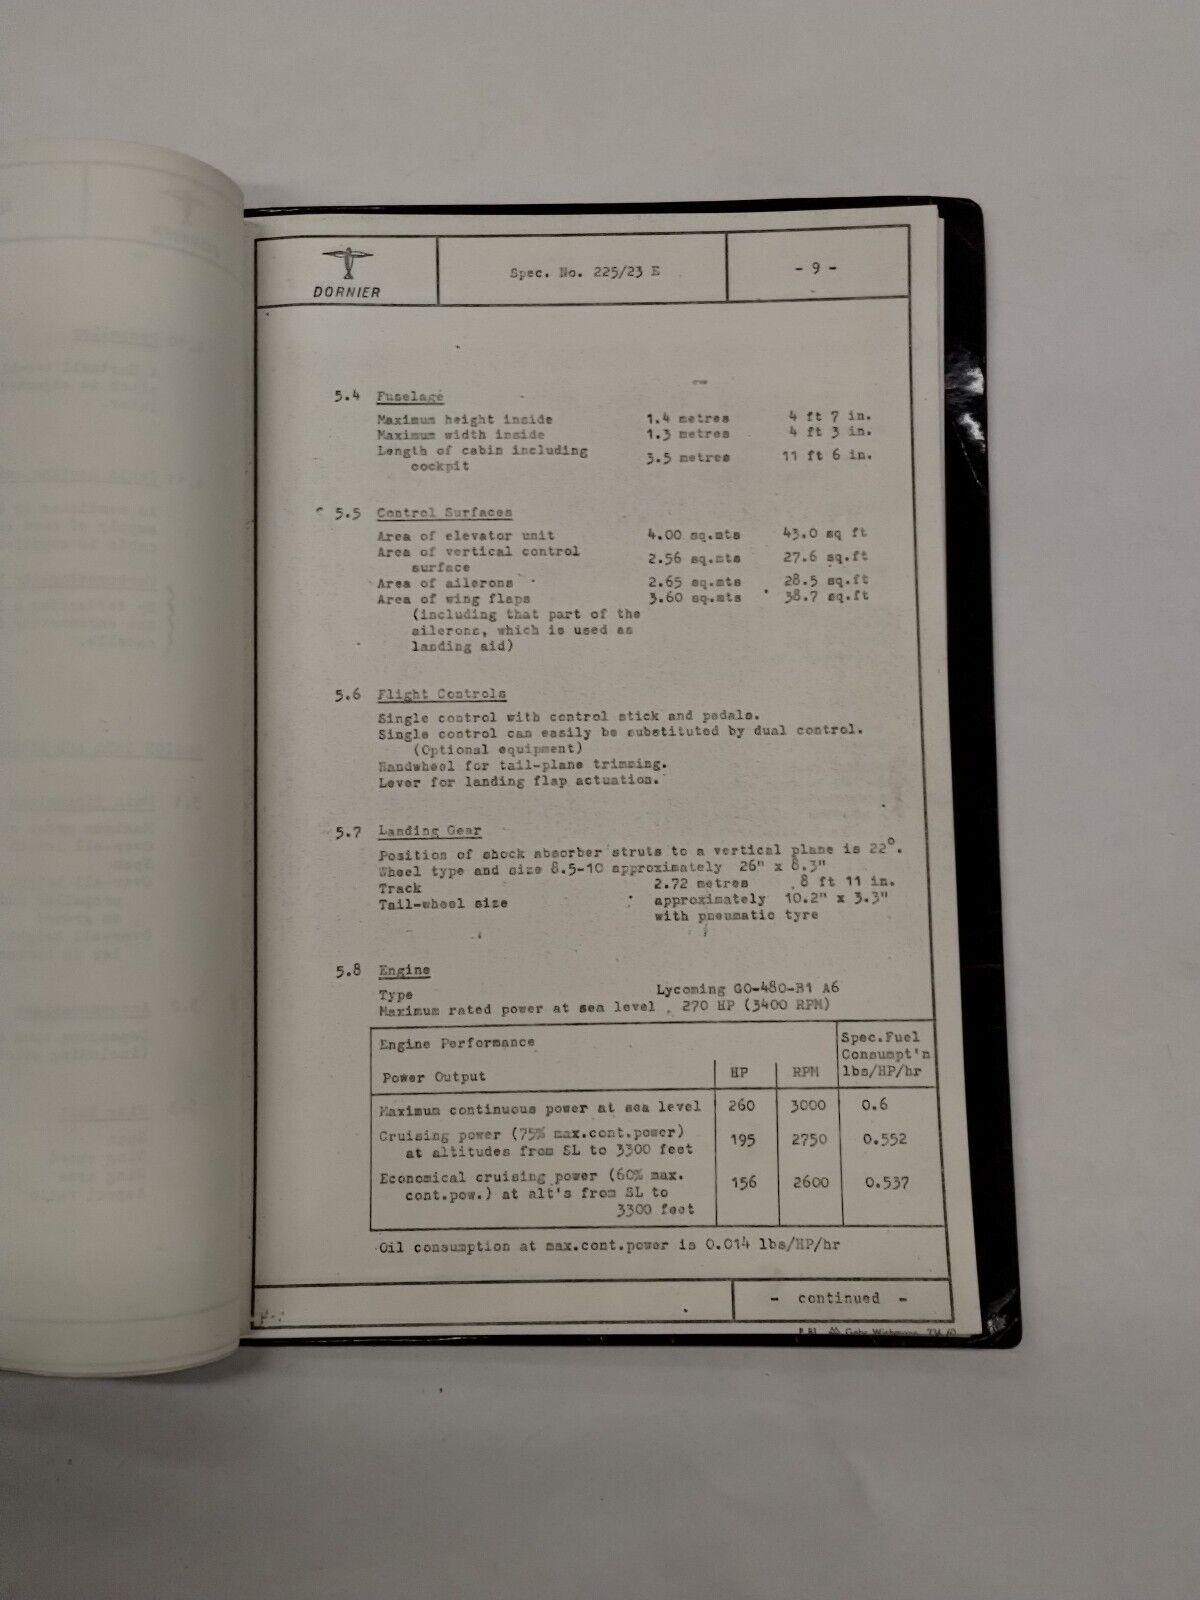 DORNIER
Spec. No. 225/23 E
- 9 -
5.4 Fuselage
Maximum height inside 1.4 metres 4 ft 7 in.
Maximum width inside 1.3 metres 4 ft 3 in.
Length of cabin including
cockpit 3.5 metres 11 ft 6 in.
5.5 Control Surfaces
Area of elevator unit 4.00 sq.mts 43.0 sq ft
Area of vertical control
surface 2.56 sq.mts 27.6 sq.ft
Area of ailerons 2.65 sq.mts 28.5 sq.ft
Area of wing flaps 3.60 sq.mts 38.7 sq.ft
(including that part of the
ailerons, which is used as
landing aid)
5.6 Flight Controls
Single control with control stick and pedals.
Single control can easily be substituted by dual control.
(Optional equipment)
Handwheel for tail-plane trimming.
Lever for landing flap actuation.
5.7 Landing Gear
Position of shock absorber struts to a vertical plane is 22°.
Wheel type and size 8.5-10 approximately 26" x 8.3"
Track 2.72 metres 8 ft 11 in.
Tail-wheel size : approximately 10.2" x 3.3"
with pneumatic tyre
5.8 Engine
Type Lycoming GO-480-B1 A6
Maximum rated power at sea level 270 HP (3400 RPM)
Engine Performance
Spec.Fuel
Consumpt'n
lbs/HP/hr
Power Output HP RPM
Maximum continuous power at sea level 260 3000 0.6
Cruising power (75% max.cont.power)
at altitudes from SL to 3300 feet 195 2750 0.552
Economical cruising power (60% max.
cont.pow.) at alt's from SL to
3300 feet 156 2600 0.537
Oil consumption at max.cont.power is 0.014 lbs/HP/hr
- continued -